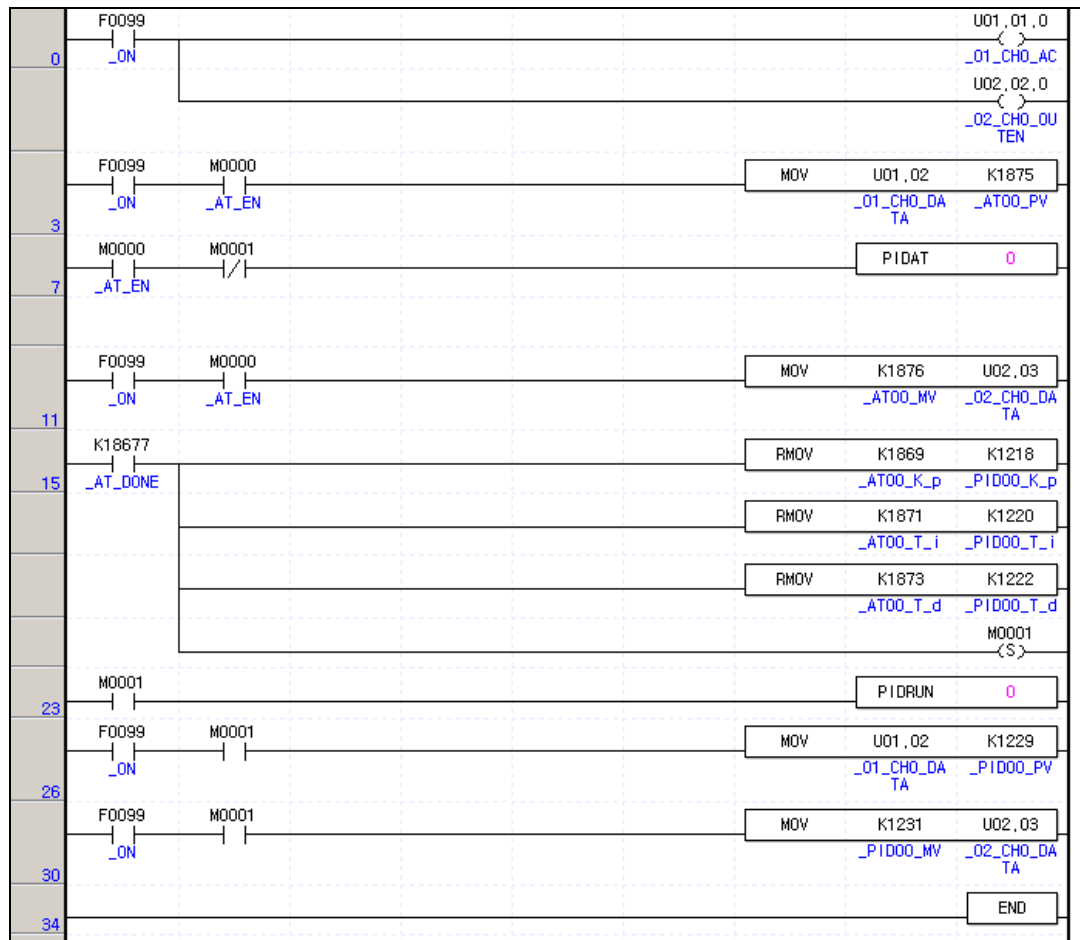 F0099 U01.01.0
0 _ON _01_CH0_AC
U02.02.0
_02_CH0_OU
TEN
F0099 M0000 MOV U01.02 K1875
_ON _AT_EN _01_CH0_DA _AT00_PV
3 TA
M0000 M0001 PIDAT 0
7 _AT_EN
F0099 M0000 MOV K1876 U02.03
_ON _AT_EN _AT00_MV _02_CH0_DA
11 TA
K18677 RMOV K1869 K1218
15 _AT_DONE _AT00_K_p _PID00_K_p
RMOV K1871 K1220
_AT00_T_i _PID00_T_i
RMOV K1873 K1222
_AT00_T_d _PID00_T_d
M0001
S
M0001 PIDRUN 0
23
F0099 M0001 MOV U01.02 K1229
_ON _01_CH0_DA _PID00_PV
26 TA
F0099 M0001 MOV K1231 U02.03
_ON _PID00_MV _02_CH0_DA
30 TA
END
34